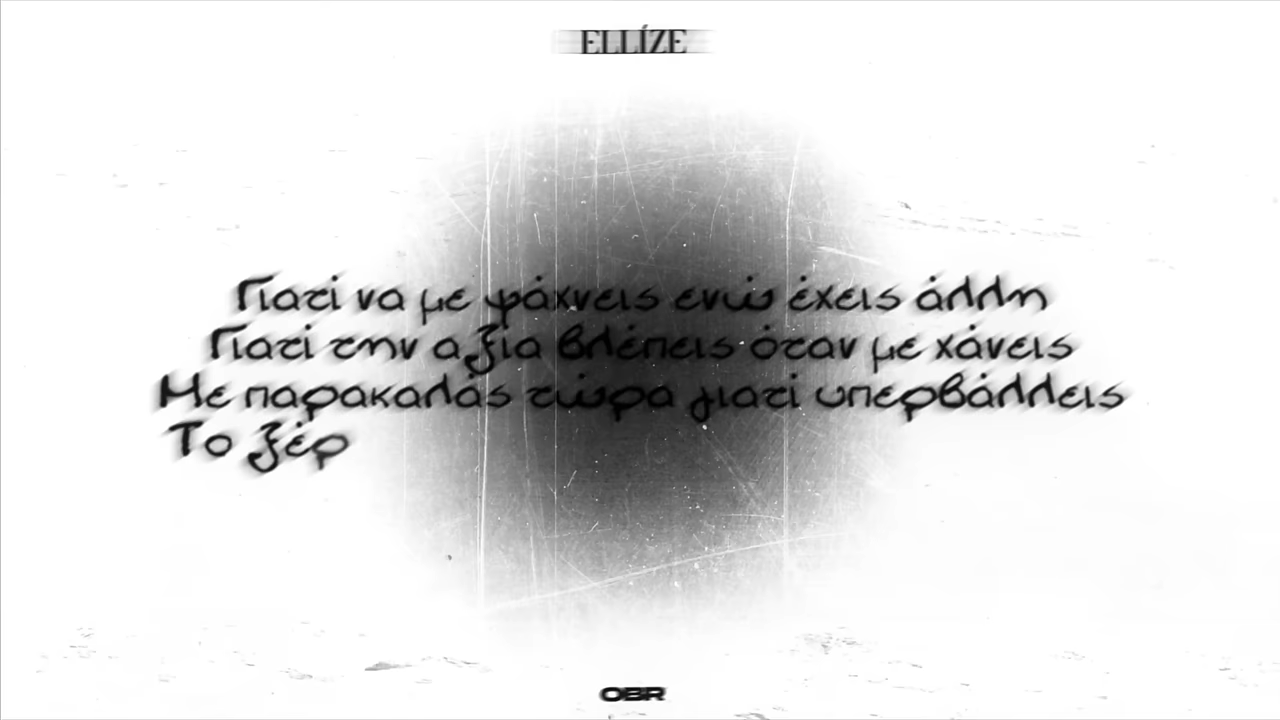 ELLÍZE
Γιατί να με ψάχνεις ενώ έχεις άλλη
Γιατί την αξία βλέπεις όταν με χάνεις
Με παρακαλάς τώρα γιατί υπερβάλλεις
Το ξέρ
OBR